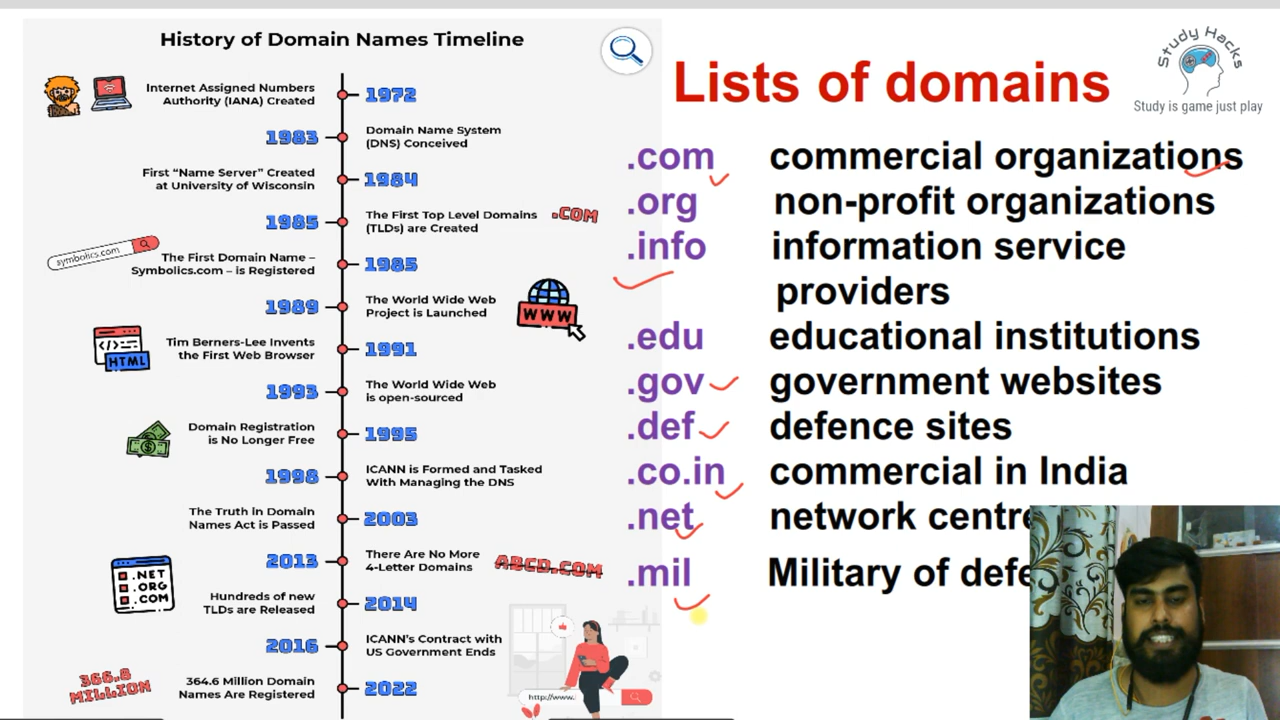 History of Domain Names Timeline
Internet Assigned Numbers
Authority (IANA) Created
1972
1983
Domain Name System
(DNS) Conceived
First “Name Server” Created
at University of Wisconsin
1984
1985
The First Top Level Domains
(TLDs) are Created
.COM
symbolics.com
The First Domain Name –
Symbolics.com – is Registered
1985
1989
The World Wide Web
Project is Launched
WWW
HTML
Tim Berners-Lee Invents
the First Web Browser
1991
1993
The World Wide Web
is open-sourced
Domain Registration
is No Longer Free
1995
1998
ICANN is Formed and Tasked
With Managing the DNS
The Truth in Domain
Names Act is Passed
2003
2013
There Are No More
4-Letter Domains
ABCD.COM
.NET
.ORG
.COM
Hundreds of new
TLDs are Released
2014
2016
ICANN's Contract with
US Government Ends
366.8
MILLION
364.6 Million Domain
Names Are Registered
2022
http://www.
Lists of domains
Study Hacks
Study is game just play
.com commercial organizations
.org non-profit organizations
.info information service
providers
.edu educational institutions
.gov government websites
.def defence sites
.co.in commercial in India
.net network centre
.mil Military of defe